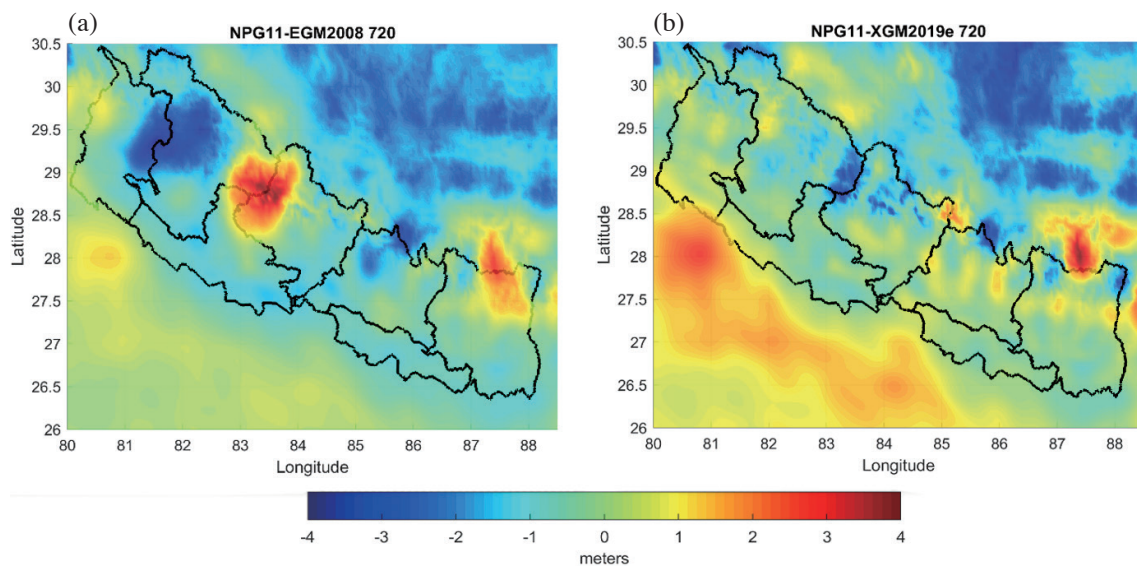 (a)
NPG11-EGM2008 720
30.5
30
29.5
29
28.5
28
27.5
27
26.5
26
Latitude
80 81 82 83 84 85 86 87 88
Longitude
(b)
NPG11-XGM2019e 720
30.5
30
29.5
29
28.5
28
27.5
27
26.5
26
Latitude
80 81 82 83 84 85 86 87 88
Longitude
-4 -3 -2 -1 0 1 2 3 4
meters